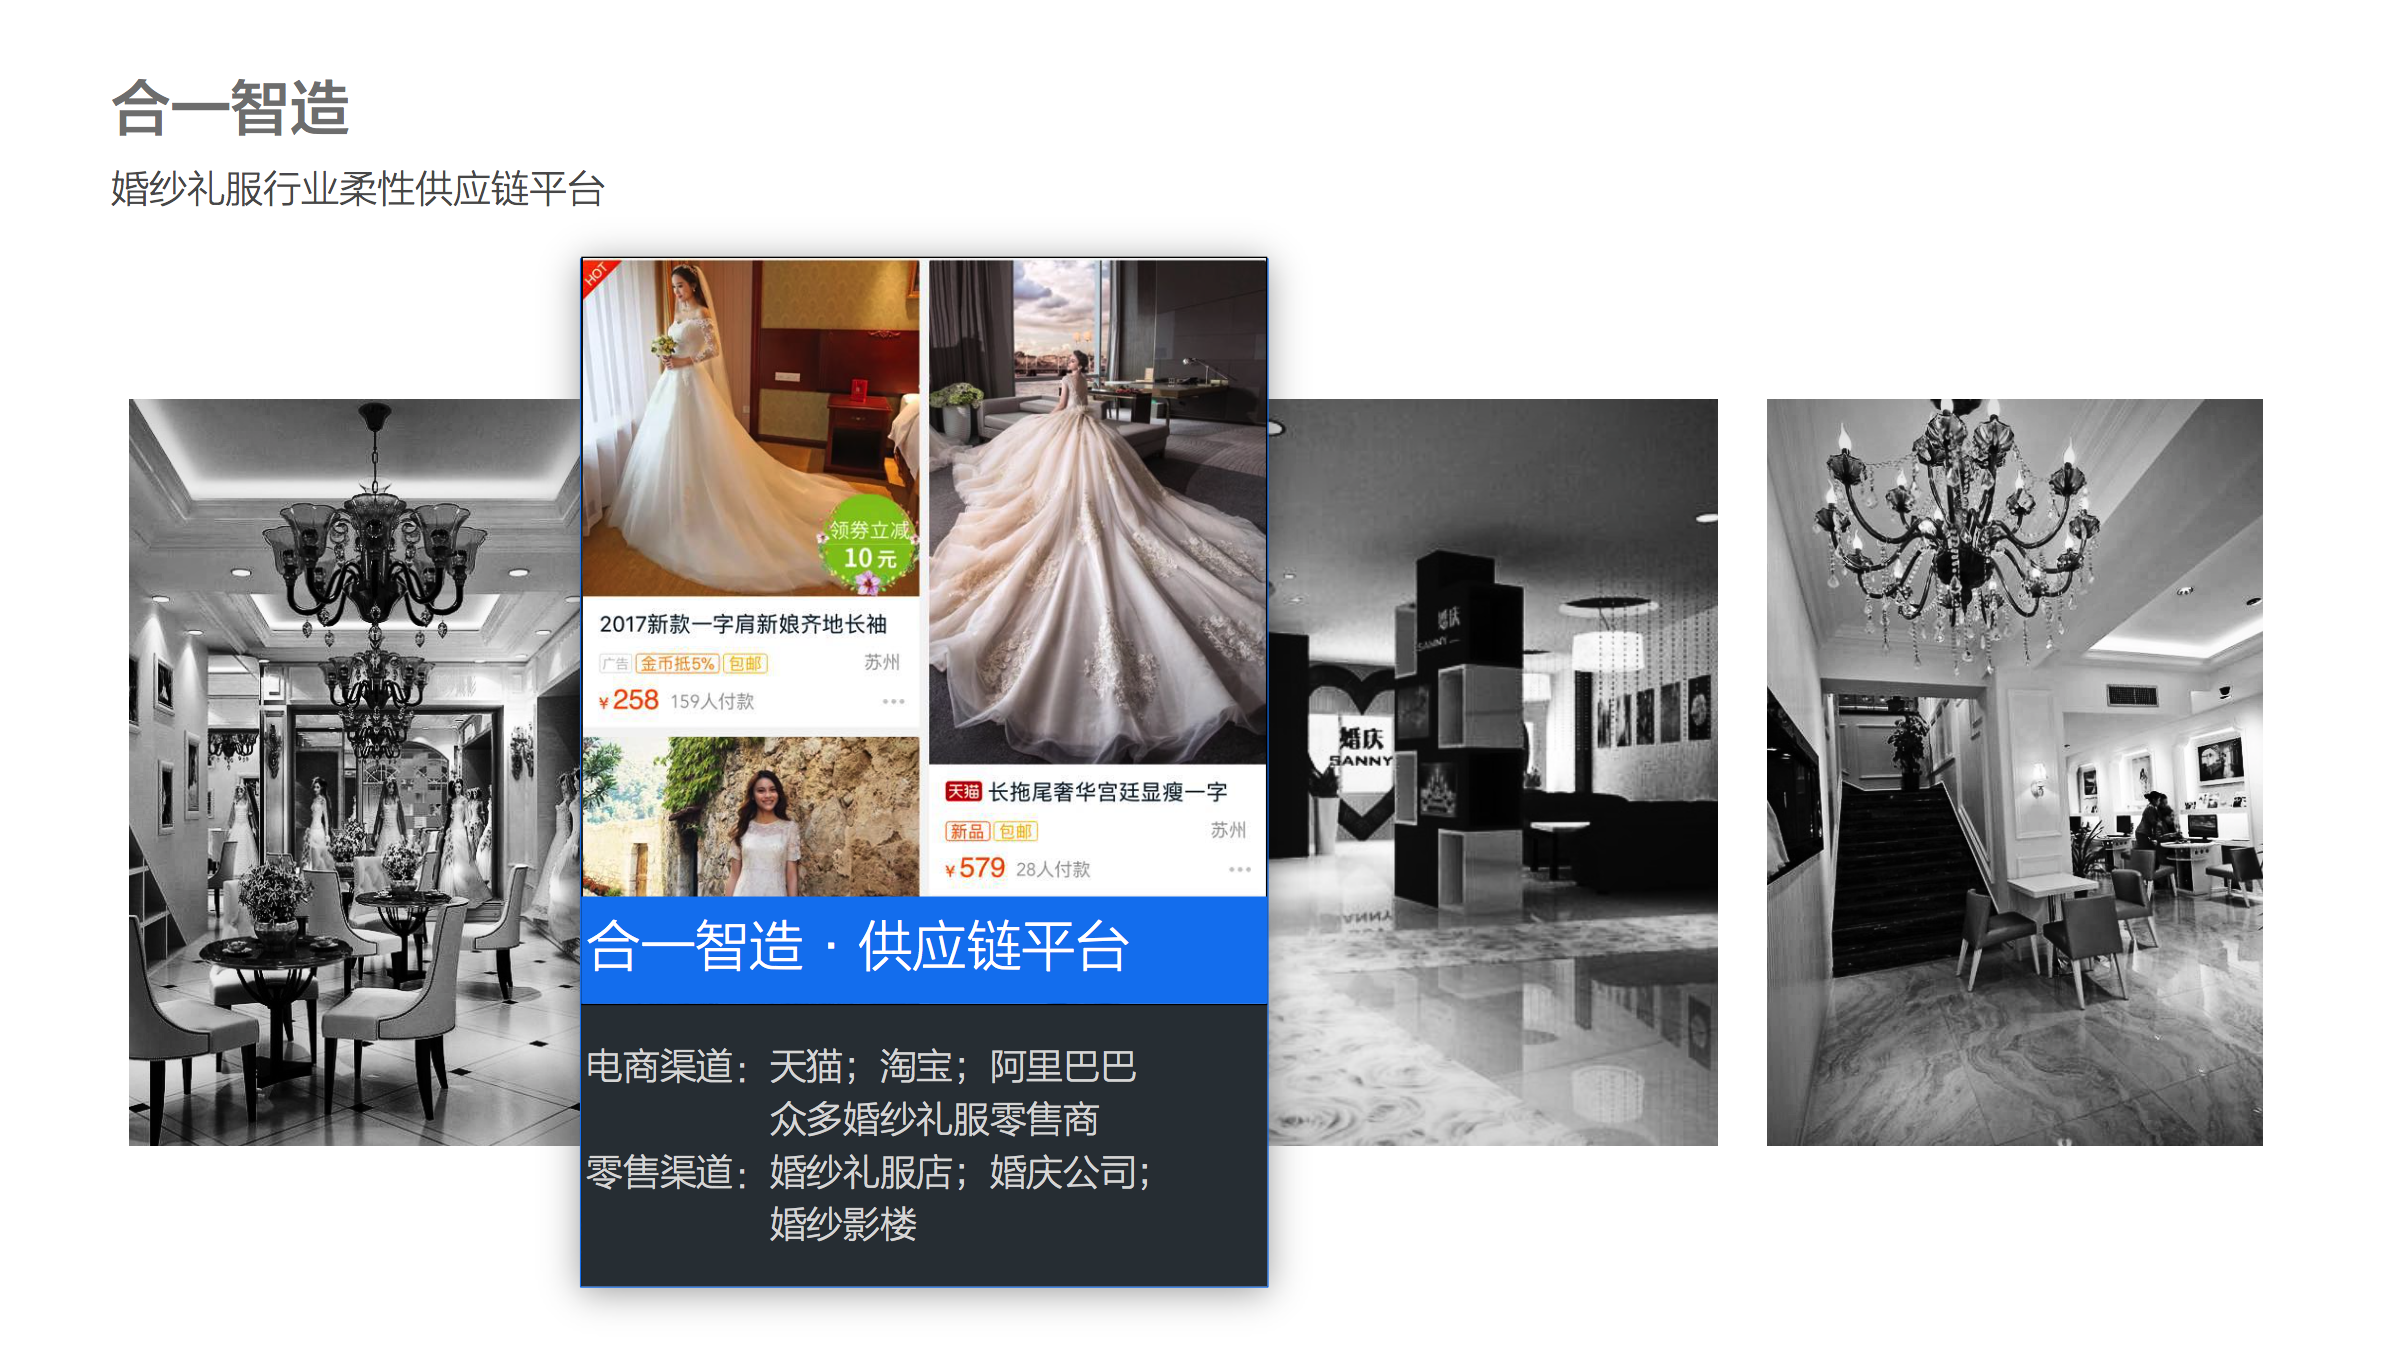 合一智造
婚纱礼服行业柔性供应链平台
HOT
领券立减
10元
2017新款一字肩新娘齐地长袖
广告 金币抵5% 包邮 苏州
¥258 159人付款
天猫 长拖尾奢华宫廷显瘦一字
新品 包邮 苏州
¥579 28人付款
婚庆
SANNY
婚庆
SANNY
合一智造 · 供应链平台
电商渠道：天猫；淘宝；阿里巴巴
众多婚纱礼服零售商
零售渠道：婚纱礼服店；婚庆公司；
婚纱影楼